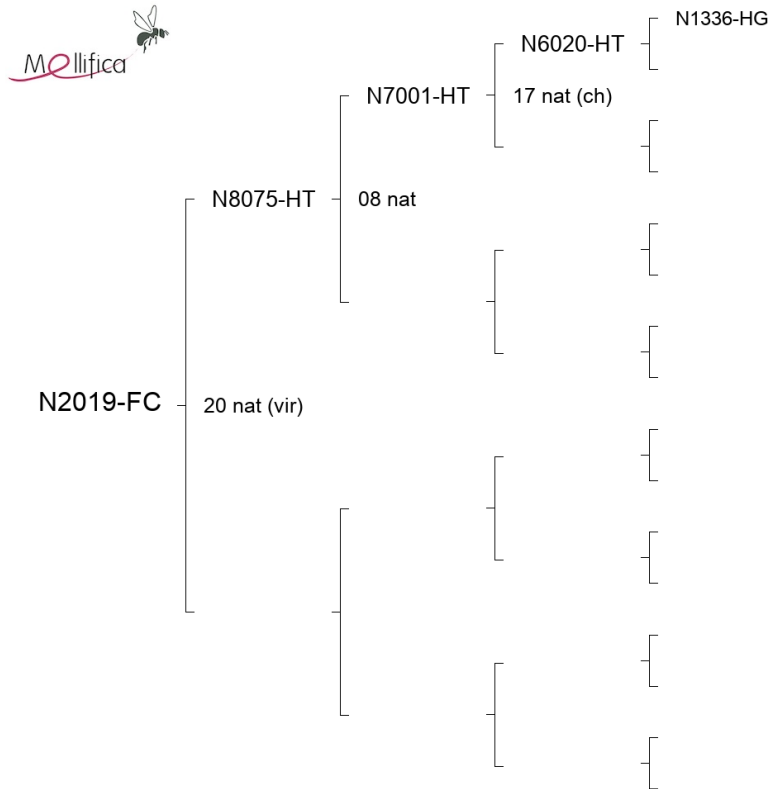 Mellifica
N1336-HG
N6020-HT
N7001-HT
17 nat (ch)
N8075-HT
08 nat
N2019-FC
20 nat (vir)